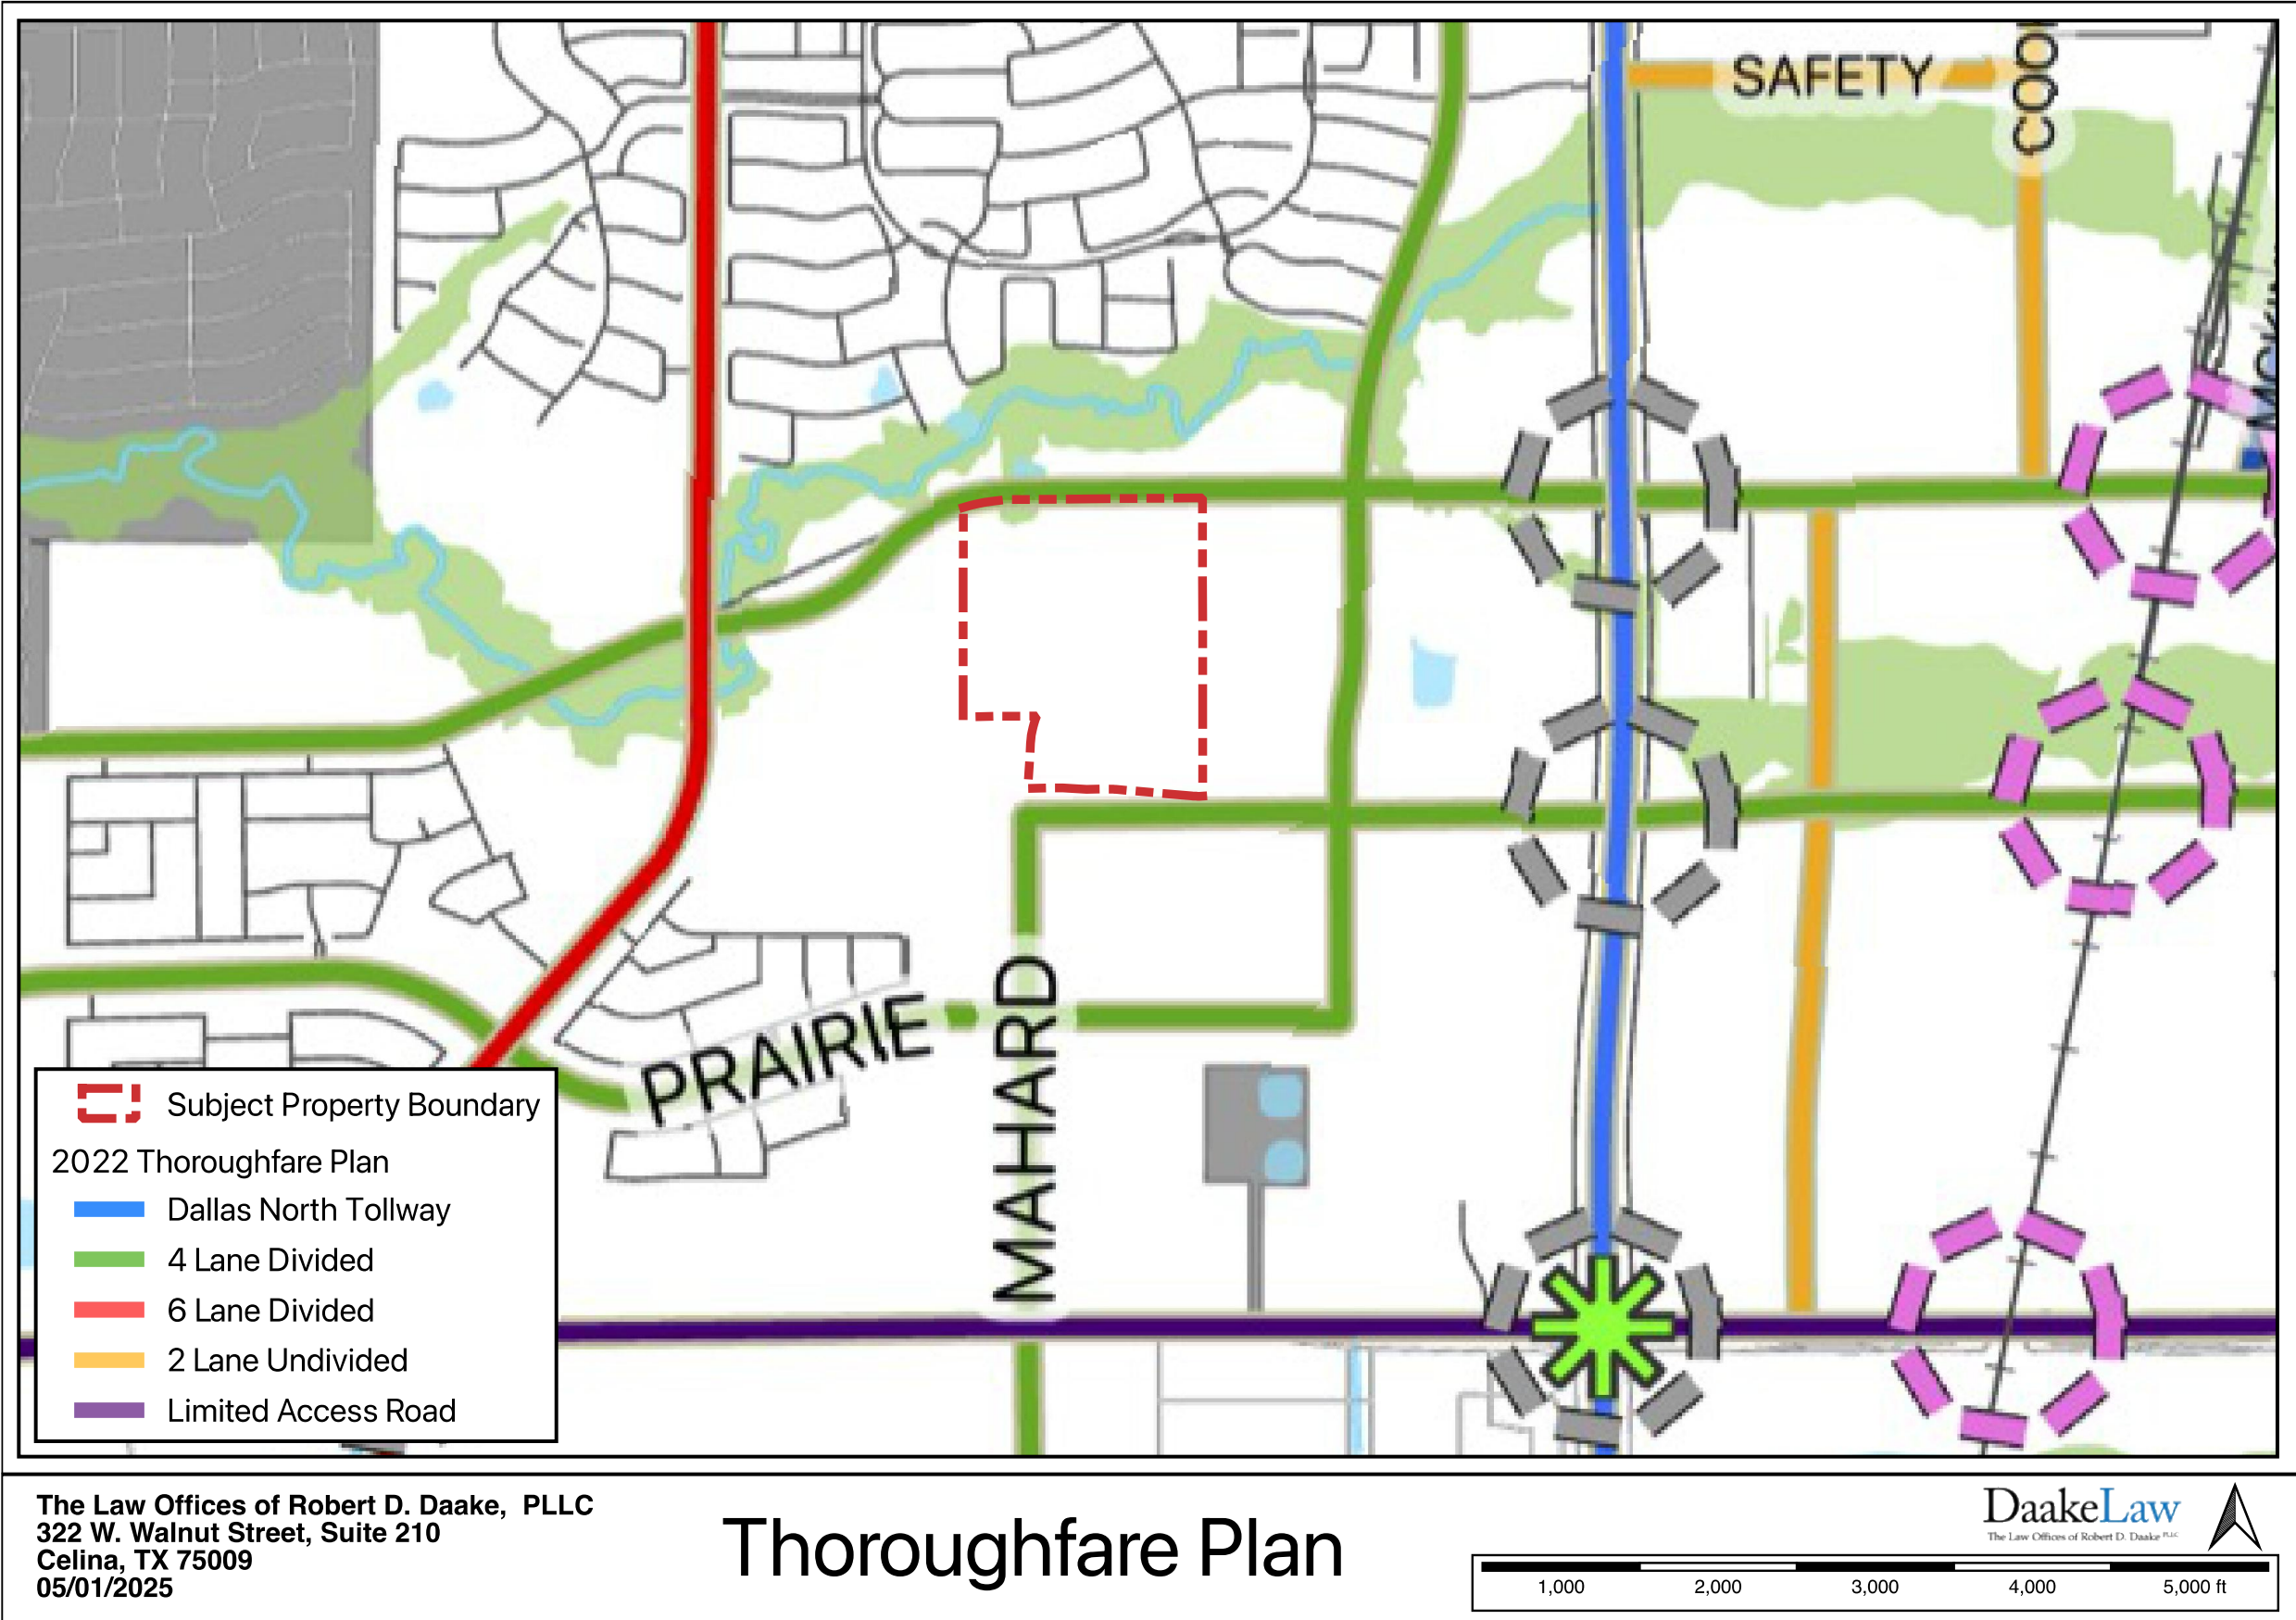 SAFETY
COO
PRAIRIE
MAHARD
Subject Property Boundary
2022 Thoroughfare Plan
Dallas North Tollway
4 Lane Divided
6 Lane Divided
2 Lane Undivided
Limited Access Road
The Law Offices of Robert D. Daake, PLLC
322 W. Walnut Street, Suite 210
Celina, TX 75009
05/01/2025
Thoroughfare Plan
DaakeLaw
The Law Offices of Robert D. Daake PLLC
1,000 2,000 3,000 4,000 5,000 ft